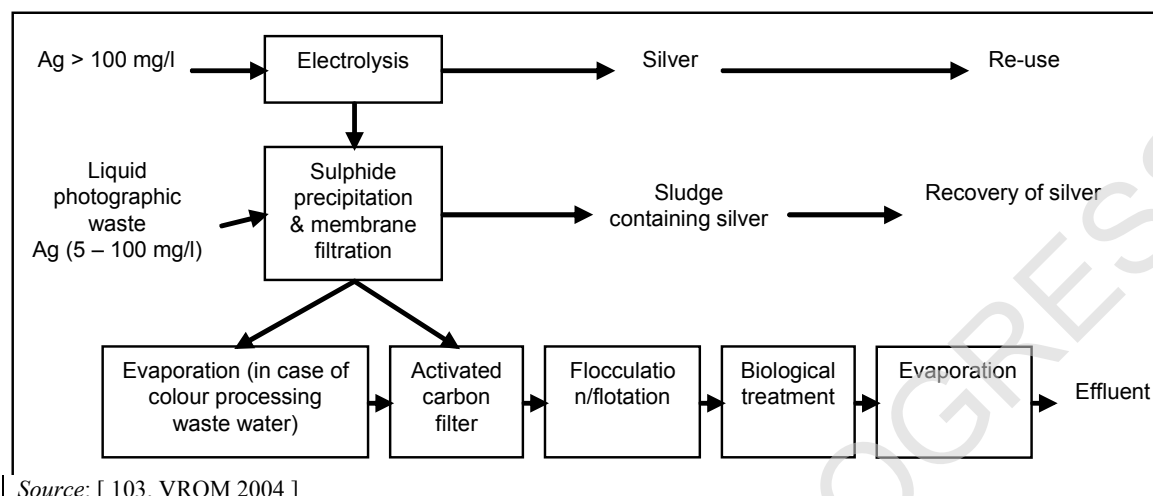 Ag > 100 mg/l
Electrolysis
Silver
Re-use
Liquid
photographic
waste
Ag (5 – 100 mg/l)
Sulphide
precipitation
& membrane
filtration
Sludge
containing silver
Recovery of silver
Evaporation (in case of
colour processing
waste water)
Activated
carbon
filter
Flocculatio
n/flotation
Biological
treatment
Evaporation
Effluent
OGRESS
Source: [ 103, VROM 2004 ]